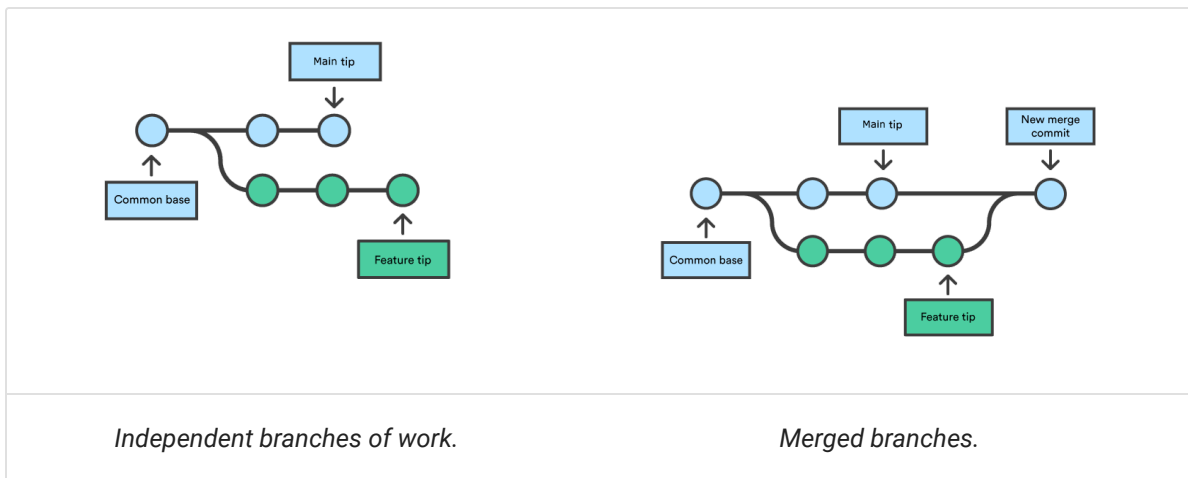 Main tip
Common base
Feature tip
Main tip
New merge
commit
Common base
Feature tip
Independent branches of work.
Merged branches.